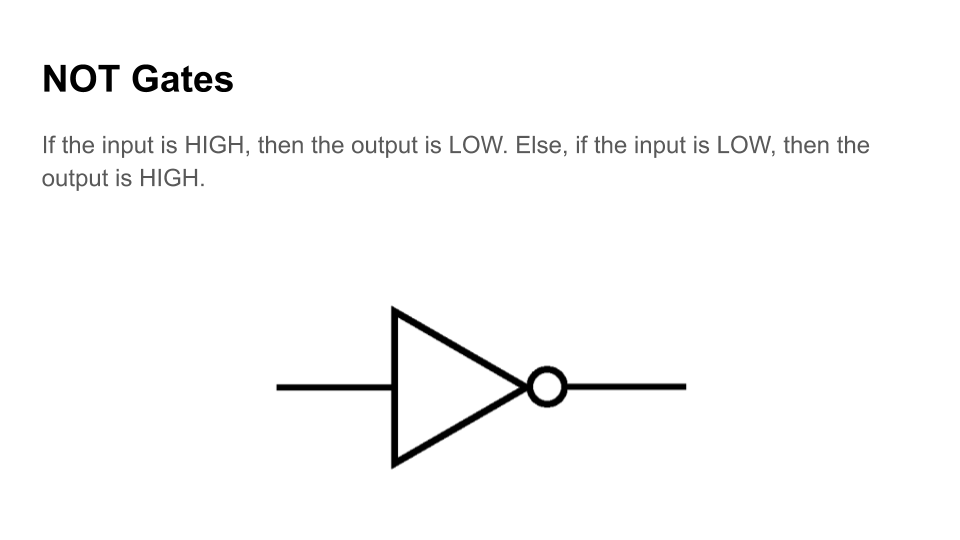 NOT Gates
If the input is HIGH, then the output is LOW. Else, if the input is LOW, then the
output is HIGH.